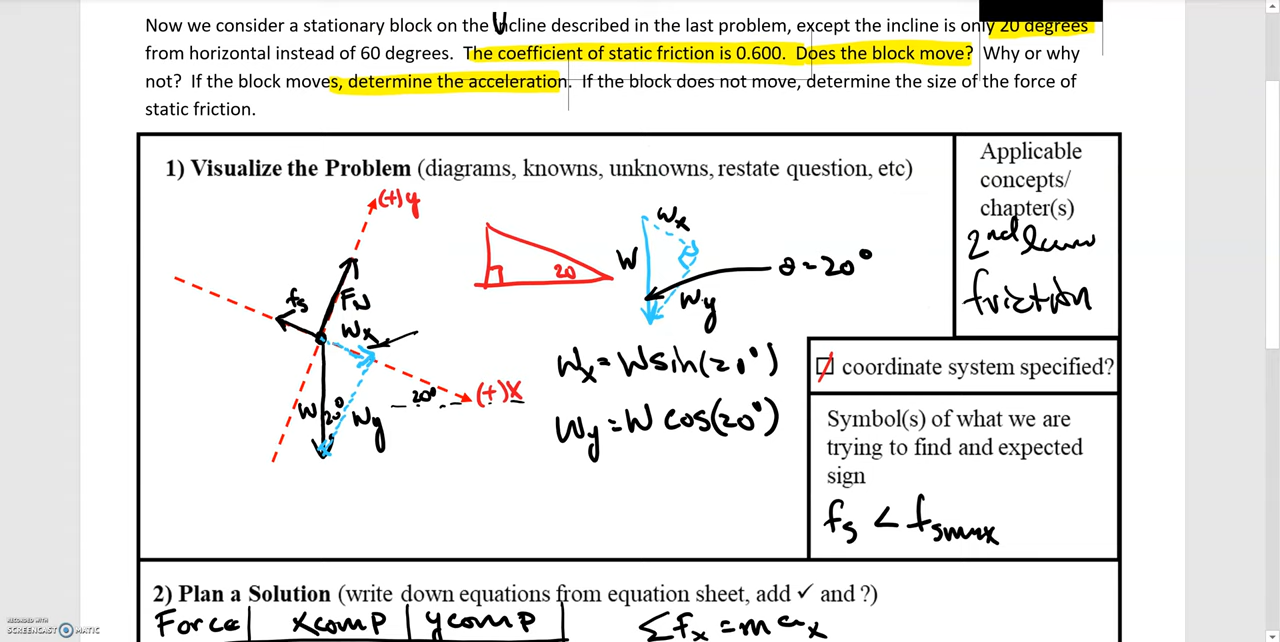 Now we consider a stationary block on the incline described in the last problem, except the incline is only 20 degrees
from horizontal instead of 60 degrees. The coefficient of static friction is 0.600. Does the block move? Why or why
not? If the block moves, determine the acceleration. If the block does not move, determine the size of the force of
static friction.
1) Visualize the Problem (diagrams, knowns, unknowns, restate question, etc)
Applicable
concepts/
chapter(s)
2nd law
friction
(+)y
fs
FN
Wx
W
20°
Wy
20°
(+)x
20
W
Wx
Wy
θ=20°
Wx=Wsin(20°)
Wy=W cos(20°)
coordinate system specified?
Symbol(s) of what we are
trying to find and expected
sign
fs < fsmax
2) Plan a Solution (write down equations from equation sheet, add ✓ and ?)
Force
xcomp
ycomp
Σfx=max
RECORDED WITH
SCREENCAST MATIC